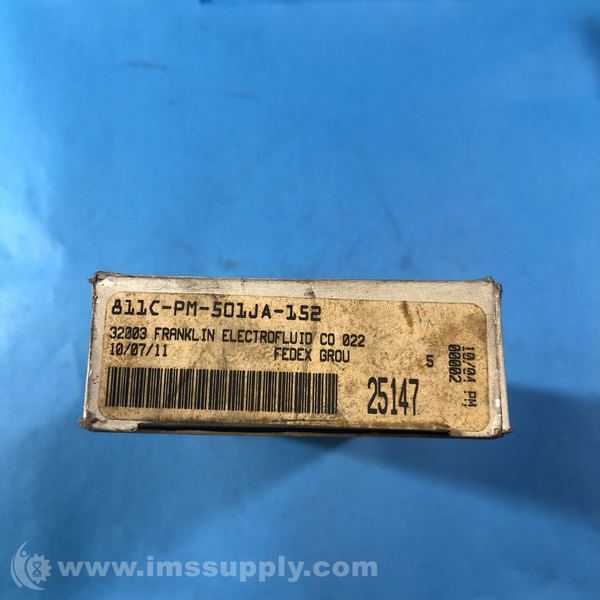 811C-PM-501JA-152
32003 FRANKLIN ELECTROFLUID CO 022
10/07/11 FEDEX GROU
5
00002
10/04 PM
25147
www.imssupply.com